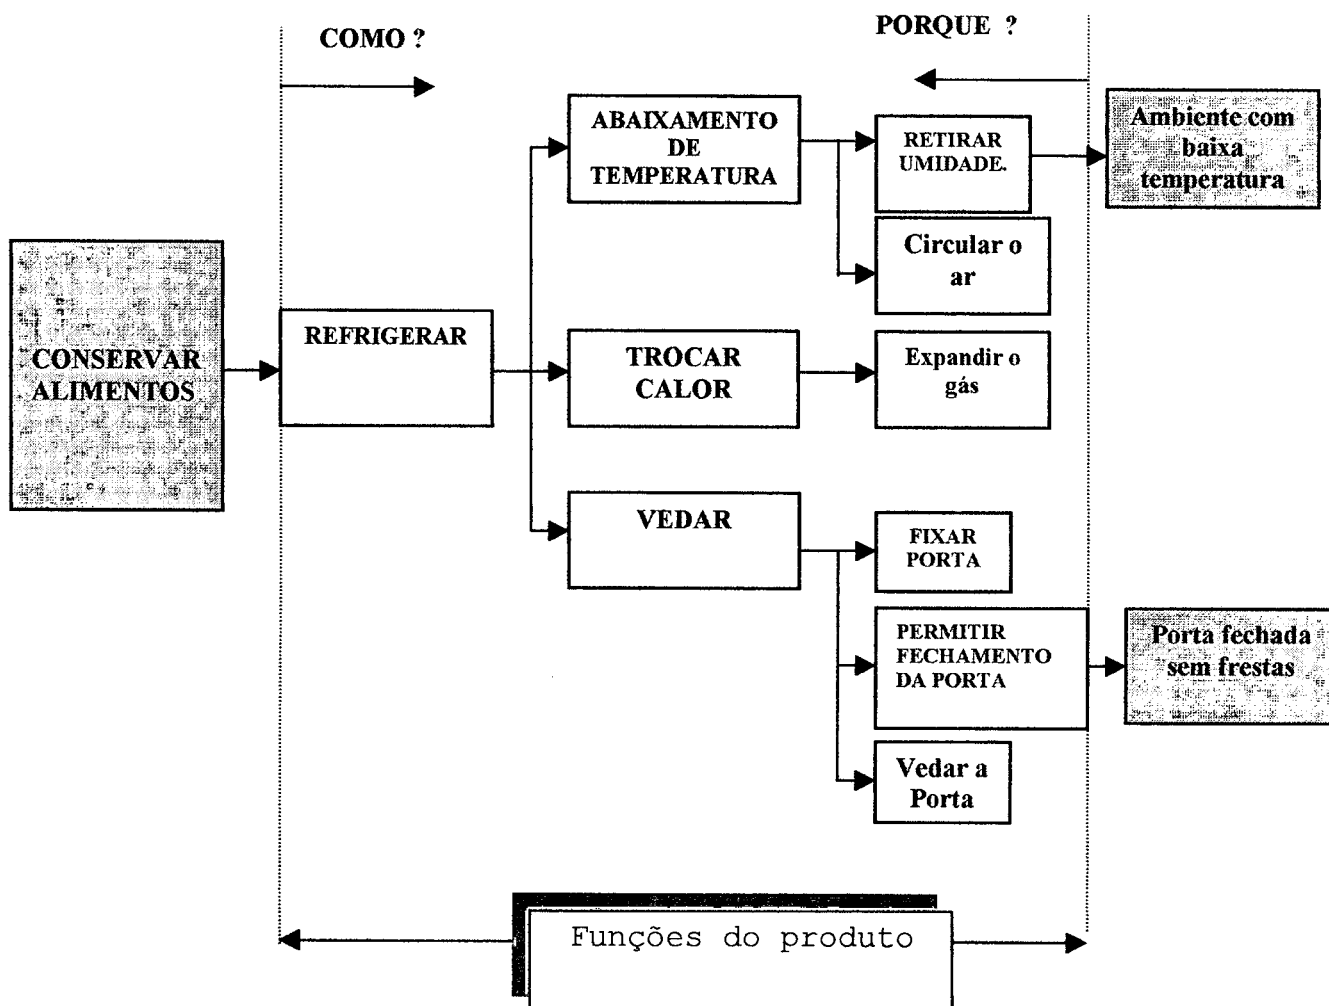 COMO ?
PORQUE ?
ABAIXAMENTO
DE
TEMPERATURA
RETIRAR
UMIDADE.
Ambiente com
baixa
temperatura
Circular o
ar
CONSERVAR
ALIMENTOS
REFRIGERAR
TROCAR
CALOR
Expandir o
gás
VEDAR
FIXAR
PORTA
PERMITIR
FECHAMENTO
DA PORTA
Porta fechada
sem frestas
Vedar a
Porta
Funções do produto